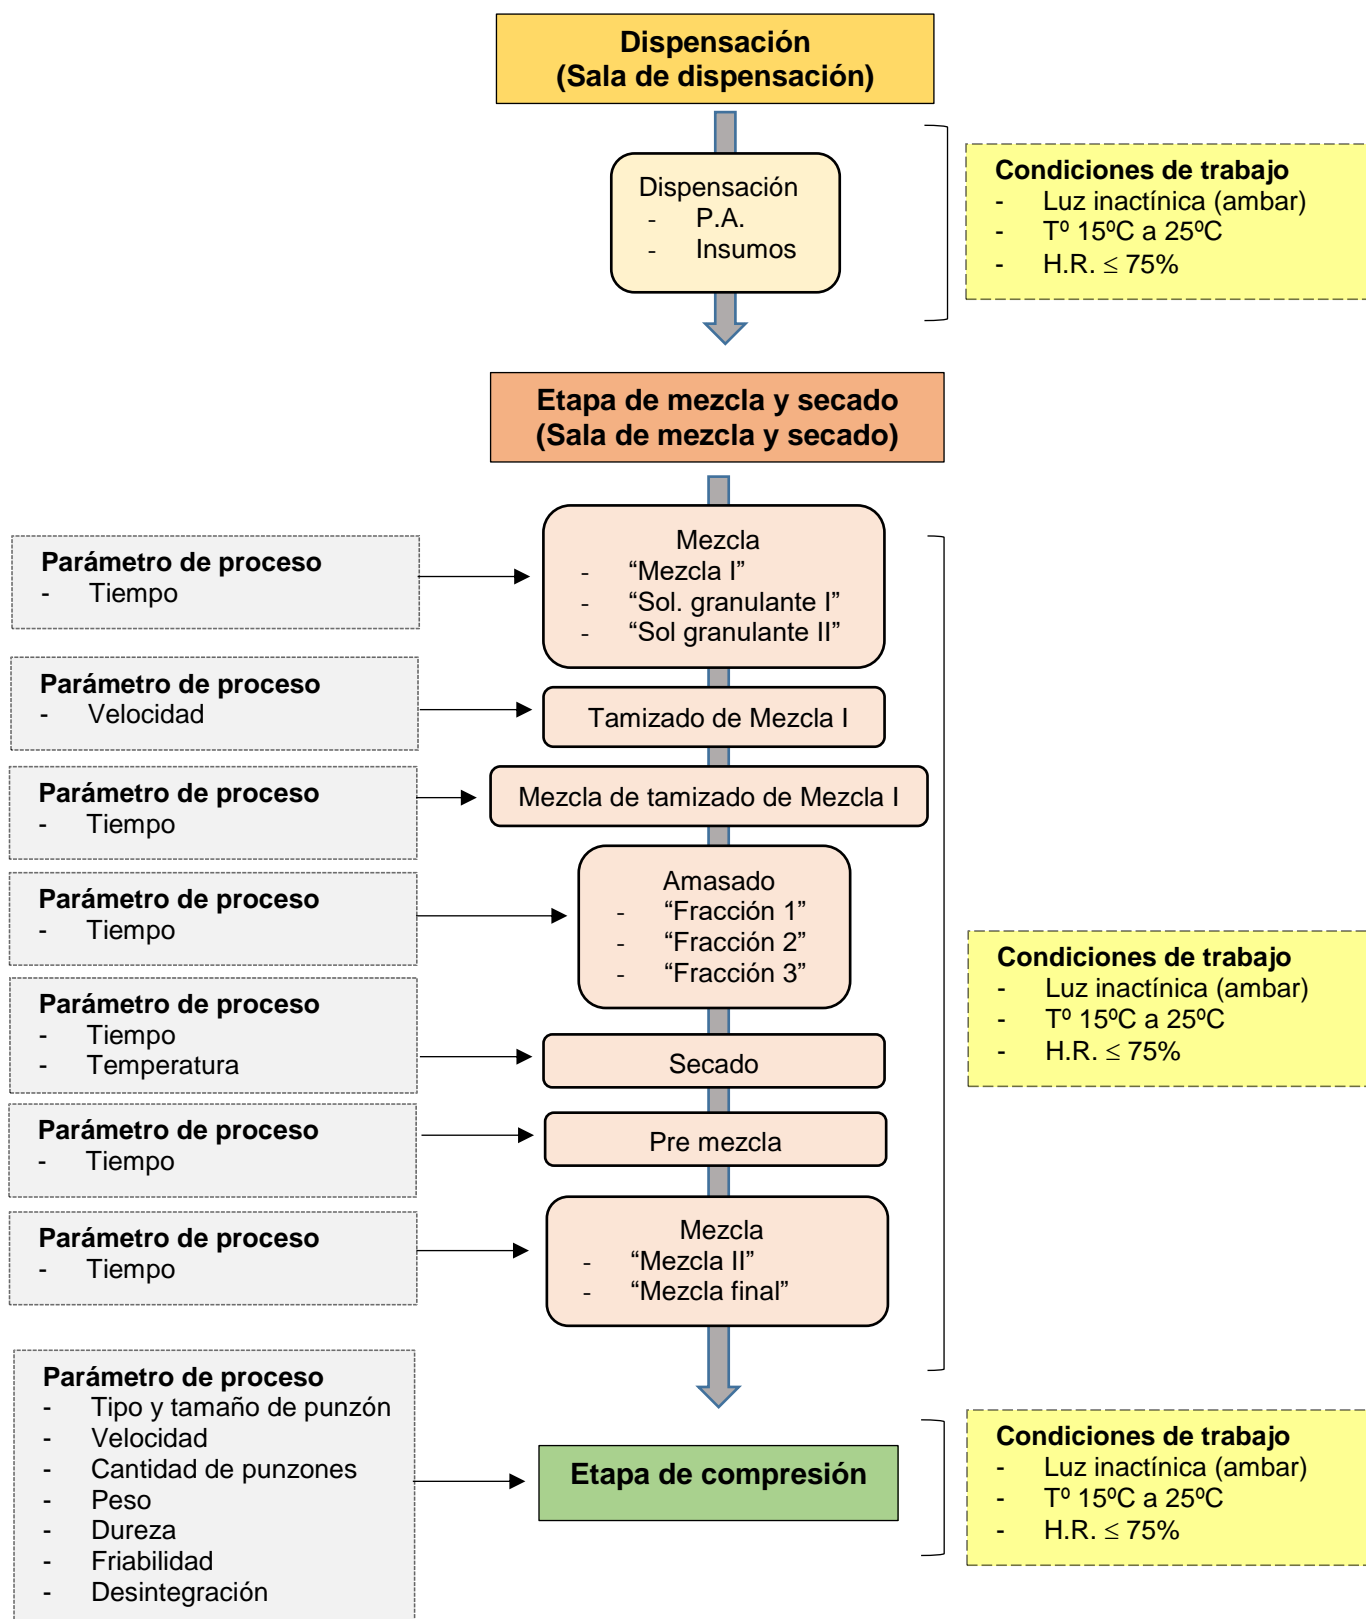 Dispensación
(Sala de dispensación)
Dispensación
- P.A.
- Insumos
Condiciones de trabajo
- Luz inactínica (ambar)
- Tº 15ºC a 25ºC
- H.R. ≤ 75%
Etapa de mezcla y secado
(Sala de mezcla y secado)
Parámetro de proceso
- Tiempo
Mezcla
- “Mezcla I”
- “Sol. granulante I”
- “Sol granulante II”
Parámetro de proceso
- Velocidad
Tamizado de Mezcla I
Parámetro de proceso
- Tiempo
Mezcla de tamizado de Mezcla I
Parámetro de proceso
- Tiempo
Amasado
- “Fracción 1”
- “Fracción 2”
- “Fracción 3”
Condiciones de trabajo
- Luz inactínica (ambar)
- Tº 15ºC a 25ºC
- H.R. ≤ 75%
Parámetro de proceso
- Tiempo
- Temperatura
Secado
Parámetro de proceso
- Tiempo
Pre mezcla
Parámetro de proceso
- Tiempo
Mezcla
- “Mezcla II”
- “Mezcla final”
Parámetro de proceso
- Tipo y tamaño de punzón
- Velocidad
- Cantidad de punzones
- Peso
- Dureza
- Friabilidad
- Desintegración
Etapa de compresión
Condiciones de trabajo
- Luz inactínica (ambar)
- Tº 15ºC a 25ºC
- H.R. ≤ 75%